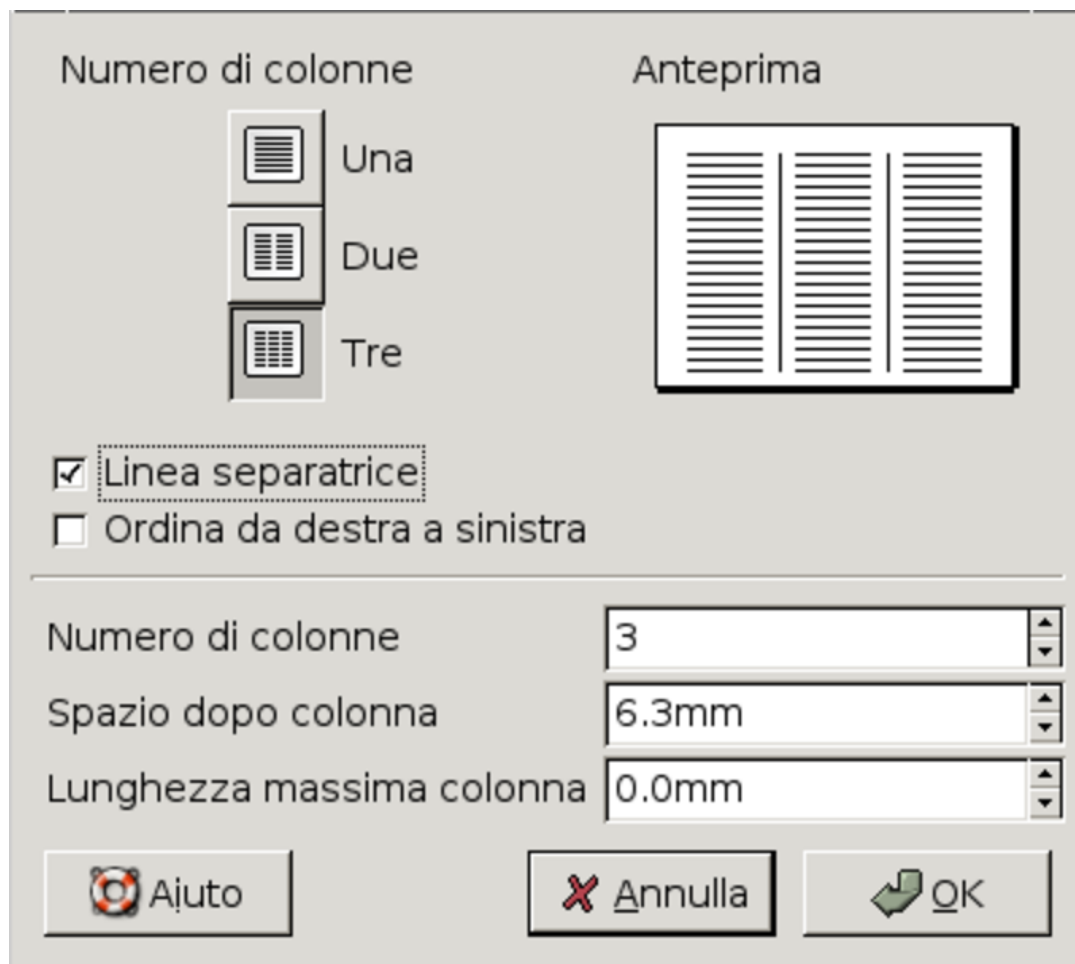 Numero di colonne
Anteprima
Una
Due
Tre
Linea separatrice
Ordina da destra a sinistra
Numero di colonne 3
Spazio dopo colonna 6.3mm
Lunghezza massima colonna 0.0mm
Aiuto
Annulla
OK